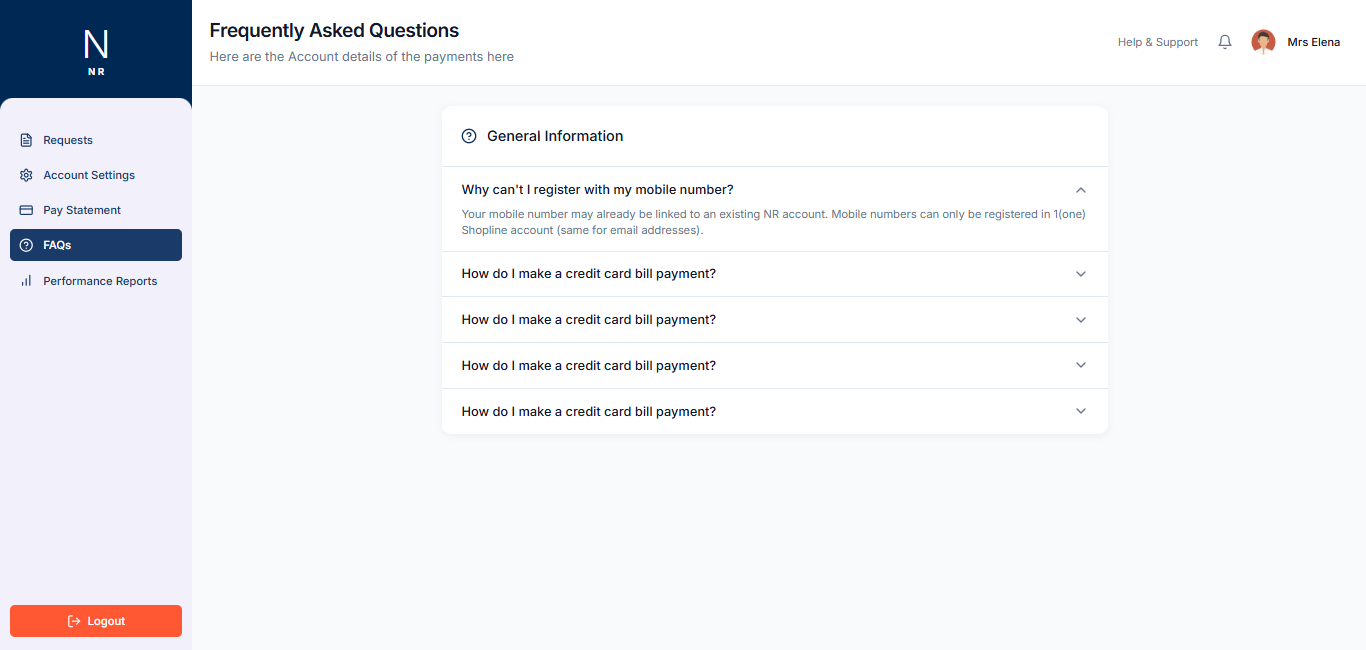 N
NR
Requests
Account Settings
Pay Statement
FAQs
Performance Reports
Logout
Frequently Asked Questions
Here are the Account details of the payments here
Help & Support
Mrs Elena
General Information
Why can't I register with my mobile number?
Your mobile number may already be linked to an existing NR account. Mobile numbers can only be registered in 1(one)
Shopline account (same for email addresses).
How do I make a credit card bill payment?
How do I make a credit card bill payment?
How do I make a credit card bill payment?
How do I make a credit card bill payment?